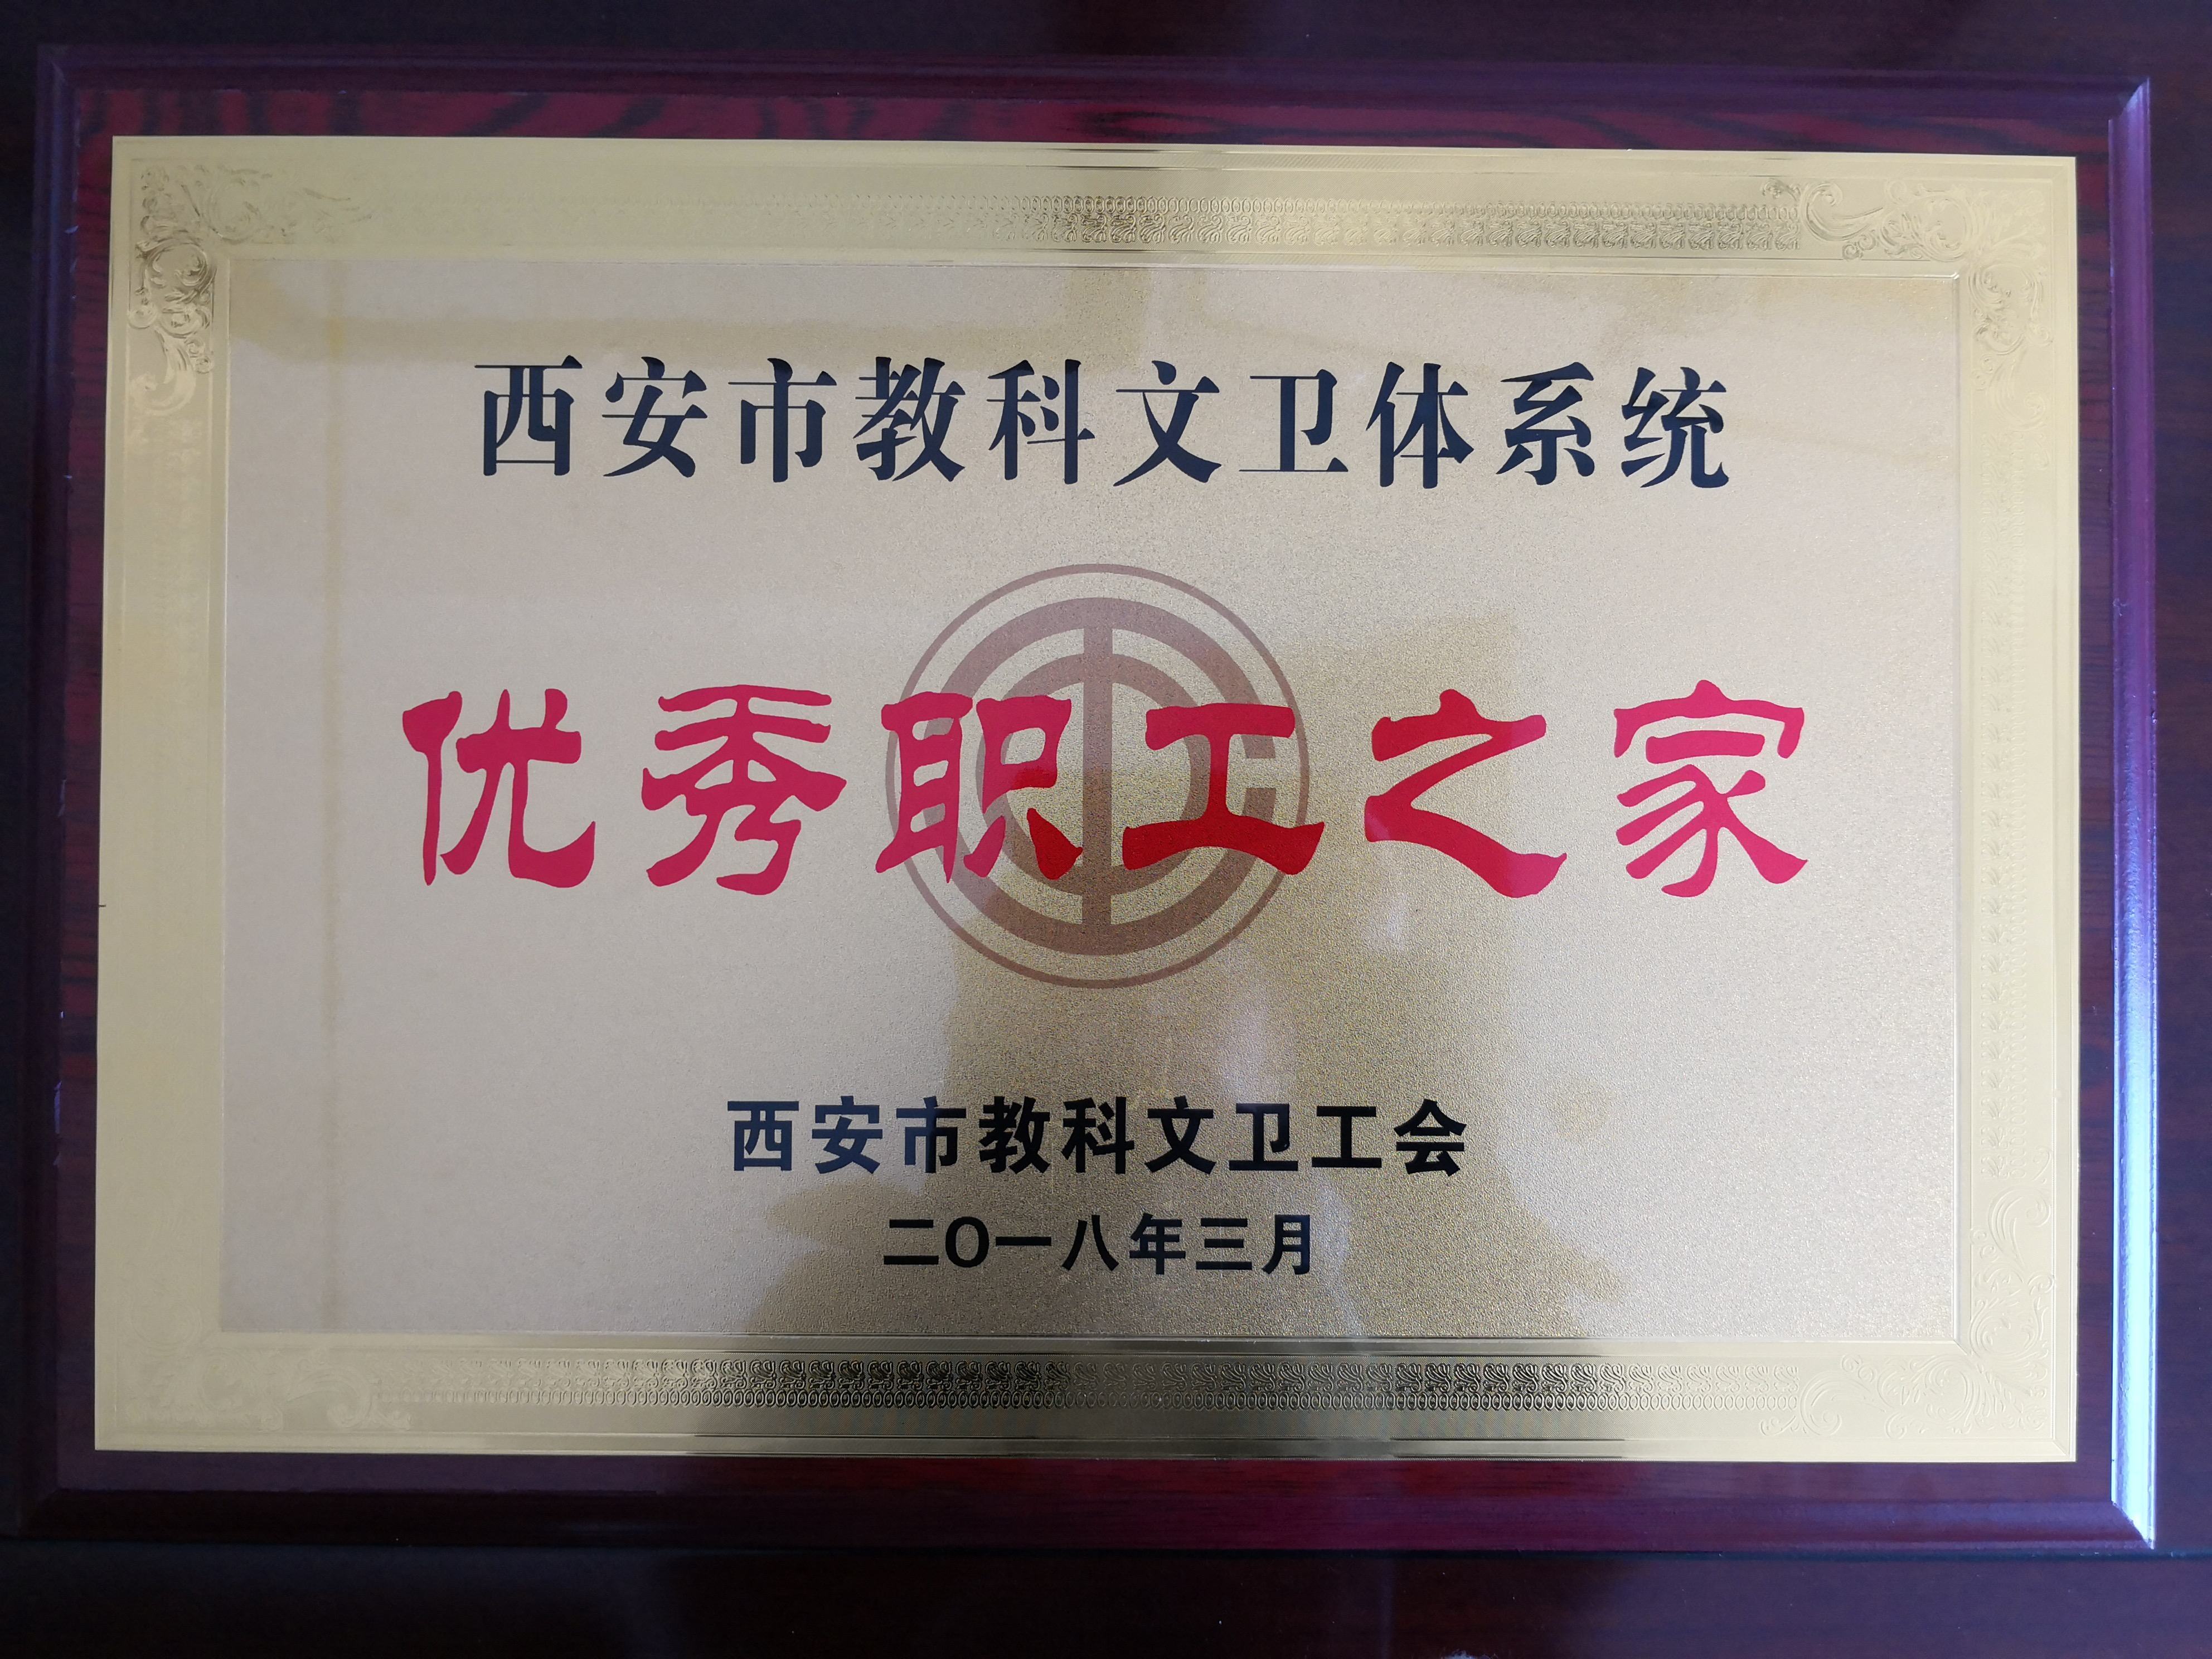 西安市教科文卫体系统
优秀职工之家
西安市教科文卫工会
二〇一八年三月